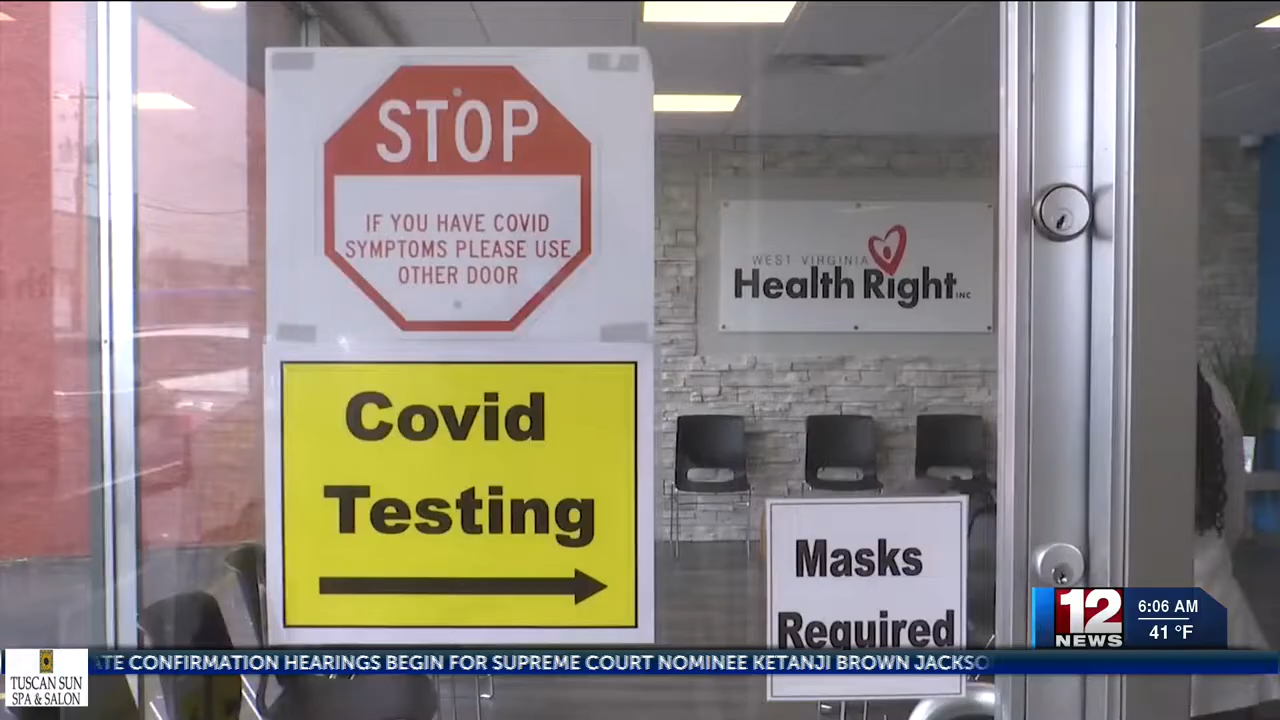 STOP
IF YOU HAVE COVID
SYMPTOMS PLEASE USE
OTHER DOOR
WEST VIRGINIA
Health Right INC
Covid
Testing
Masks
Required
12
NEWS
6:06 AM
41 °F
ATE CONFIRMATION HEARINGS BEGIN FOR SUPREME COURT NOMINEE KETANJI BROWN JACKSO
TUSCAN SUN
SPA & SALON